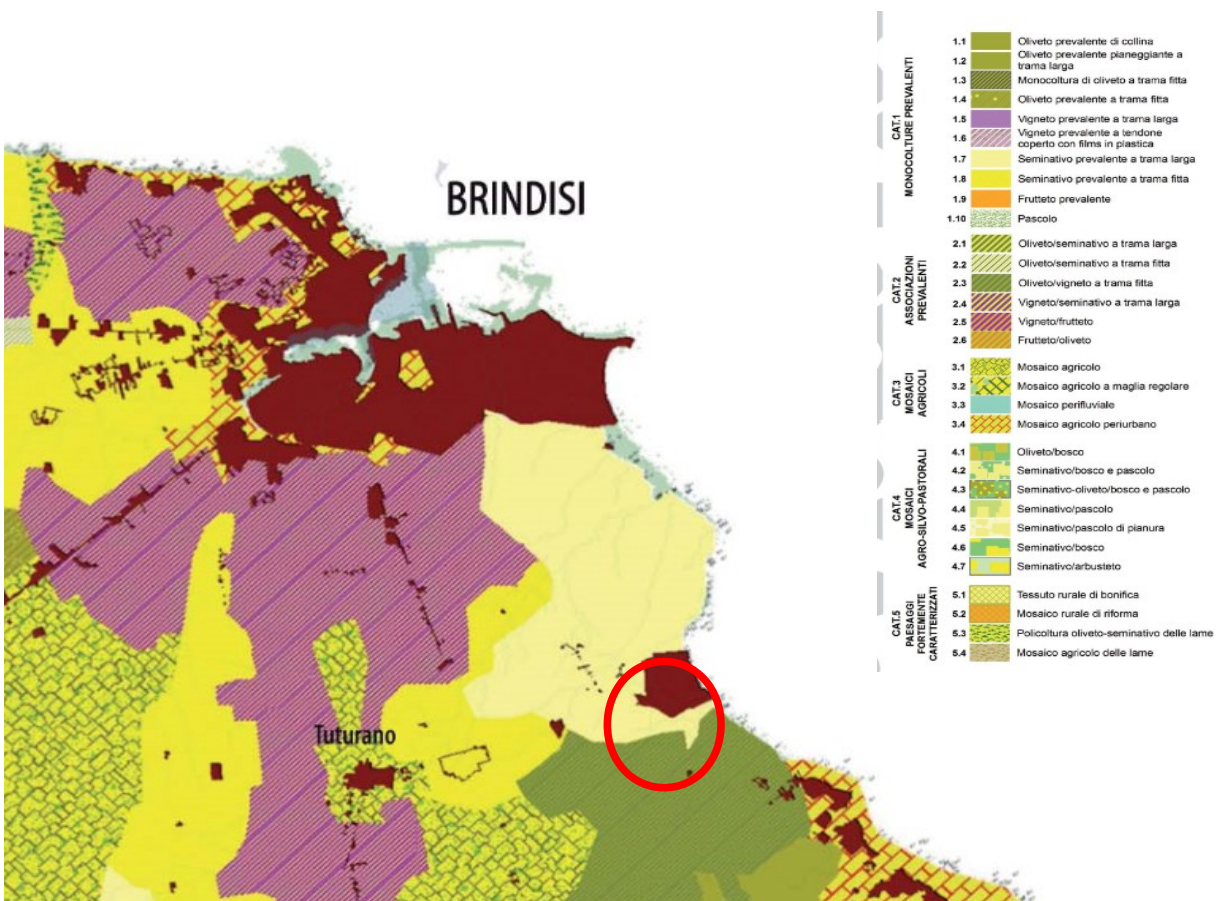 BRINDISI
Tuturano
CAT.1
MONOCOLTURE PREVALENTI
1.1 Oliveto prevalente di collina
1.2 Oliveto prevalente pianeggiante a
trama larga
1.3 Monocoltura di oliveto a trama fitta
1.4 Oliveto prevalente a trama fitta
1.5 Vigneto prevalente a trama larga
1.6 Vigneto prevalente a tendone
coperto con films in plastica
1.7 Seminativo prevalente a trama larga
1.8 Seminativo prevalente a trama fitta
1.9 Frutteto prevalente
1.10 Pascolo
CAT.2
ASSOCIAZIONI
PREVALENTI
2.1 Oliveto/seminativo a trama larga
2.2 Oliveto/seminativo a trama fitta
2.3 Oliveto/vigneto a trama fitta
2.4 Vigneto/seminativo a trama larga
2.5 Vigneto/frutteto
2.6 Frutteto/oliveto
CAT.3
MOSAICI
AGRICOLI
3.1 Mosaico agricolo
3.2 Mosaico agricolo a maglia regolare
3.3 Mosaico perifluviale
3.4 Mosaico agricolo periurbano
CAT.4
MOSAICI
AGRO-SILVO-PASTORALI
4.1 Oliveto/bosco
4.2 Seminativo/bosco e pascolo
4.3 Seminativo-oliveto/bosco e pascolo
4.4 Seminativo/pascolo
4.5 Seminativo/pascolo di pianura
4.6 Seminativo/bosco
4.7 Seminativo/arbusteto
CAT.5
PAESAGGI
FORTEMENTE
CARATTERIZZATI
5.1 Tessuto rurale di bonifica
5.2 Mosaico rurale di riforma
5.3 Policoltura oliveto-seminativo delle lame
5.4 Mosaico agricolo delle lame